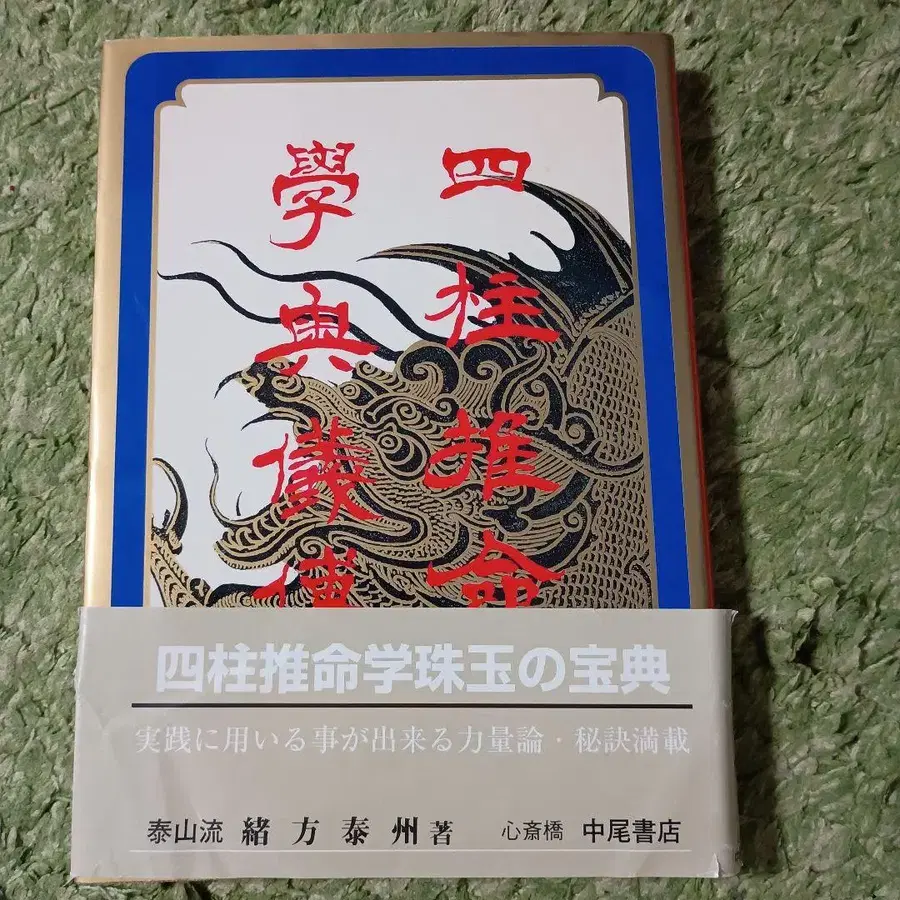 四柱推命
學奥儀傳
四柱推命学珠玉の宝典
実践に用いる事が出来る力量論・秘訣満載
泰山流 緒方泰州著 心斎橋 中尾書店